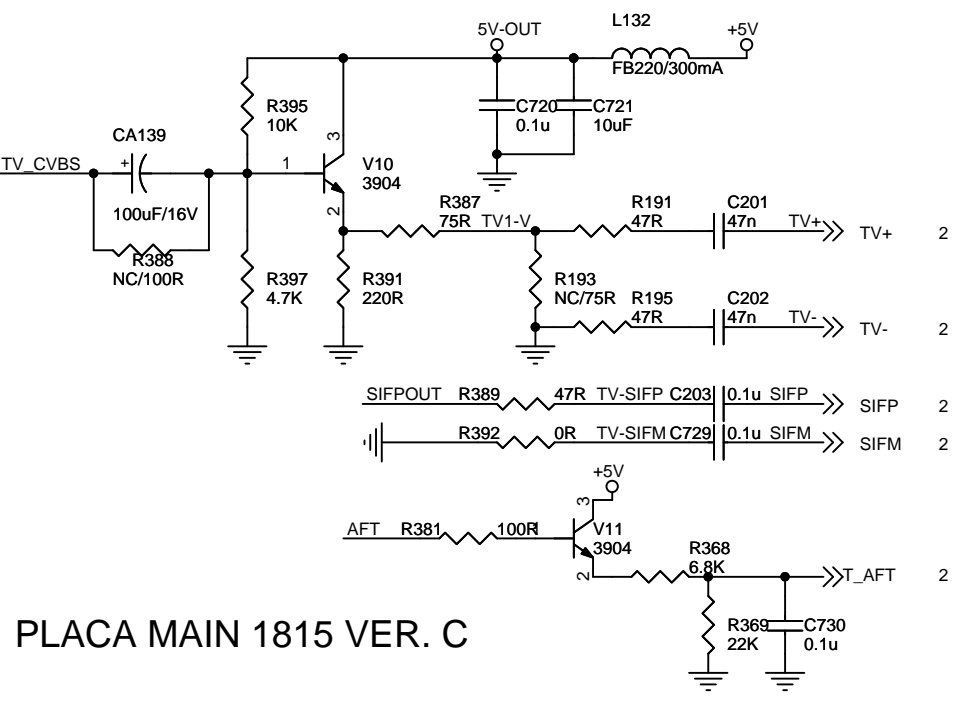 L132
5V-OUT
+5V
FB220/300mA
R395
10K
C720
0.1u
C721
10uF
CA139
TV_CVBS
+
1
3
V10
3904
100uF/16V
2
R387
75R
TV1-V
R191
47R
C201
47n
TV+
TV+
2
R388
NC/100R
R397
4.7K
R391
220R
R193
NC/75R
R195
47R
C202
47n
TV-
TV-
2
SIFPOUT
R389
47R
TV-SIFP
C203
0.1u
SIFP
SIFP
2
R392
0R
TV-SIFM
C729
0.1u
SIFM
SIFM
2
+5V
3
AFT
R381
100R
1
V11
3904
2
R368
6.8K
T_AFT
2
R369
22K
C730
0.1u
PLACA MAIN 1815 VER. C